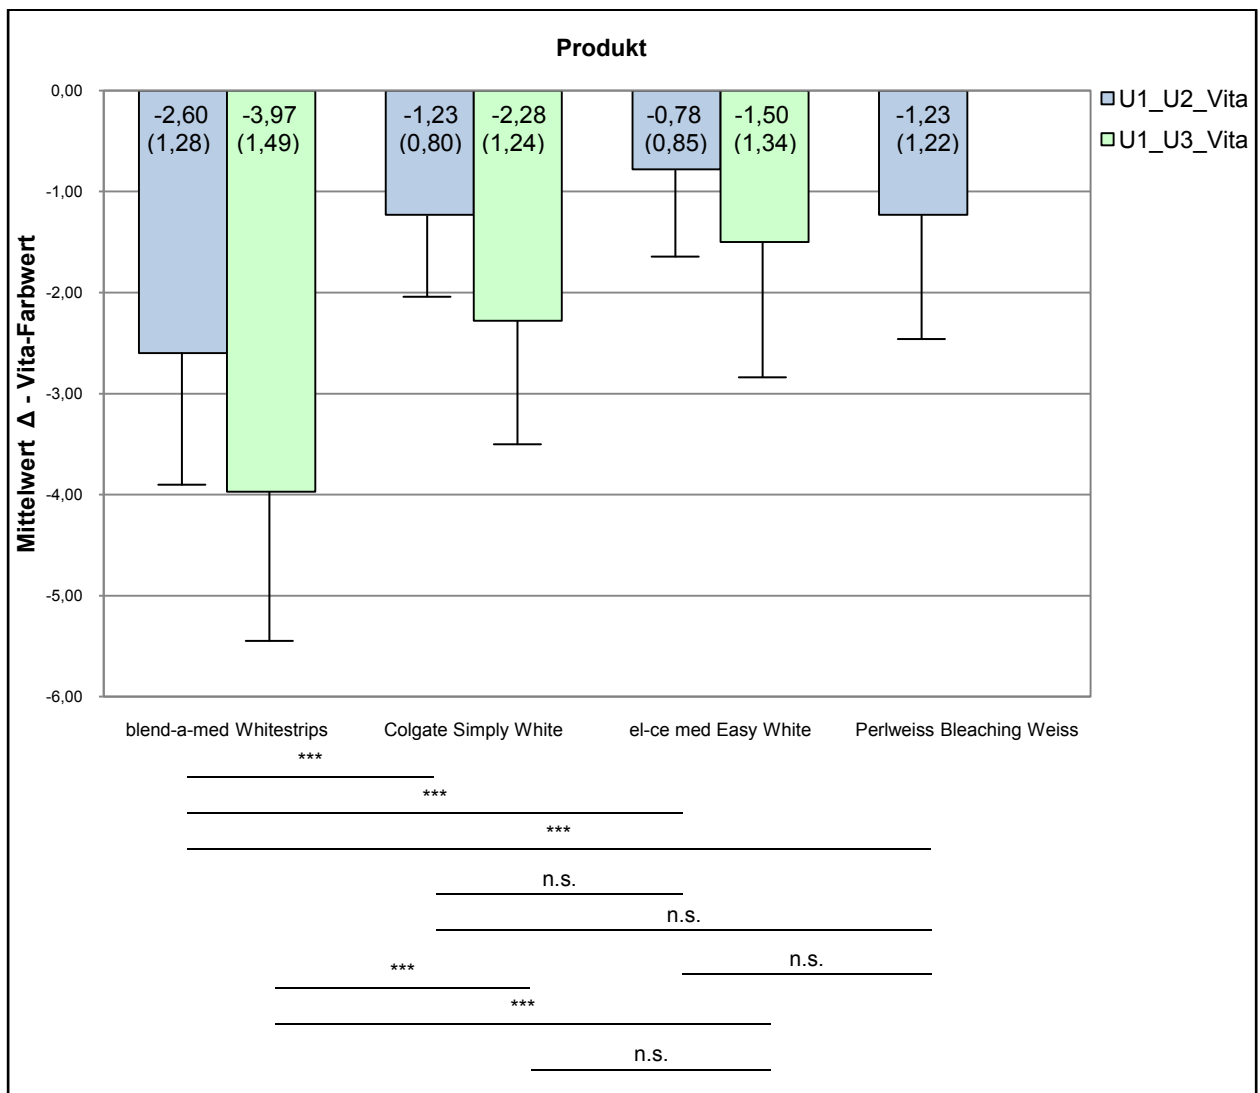 Produkt
0,00
-1,00
-2,00
-3,00
-4,00
-5,00
-6,00
Mittelwert Δ - Vita-Farbwert
-2,60
(1,28)
-3,97
(1,49)
-1,23
(0,80)
-2,28
(1,24)
-0,78
(0,85)
-1,50
(1,34)
-1,23
(1,22)
U1_U2_Vita
U1_U3_Vita
blend-a-med Whitestrips
Colgate Simply White
el-ce med Easy White
Perlweiss Bleaching Weiss
***
***
***
n.s.
n.s.
n.s.
***
***
n.s.